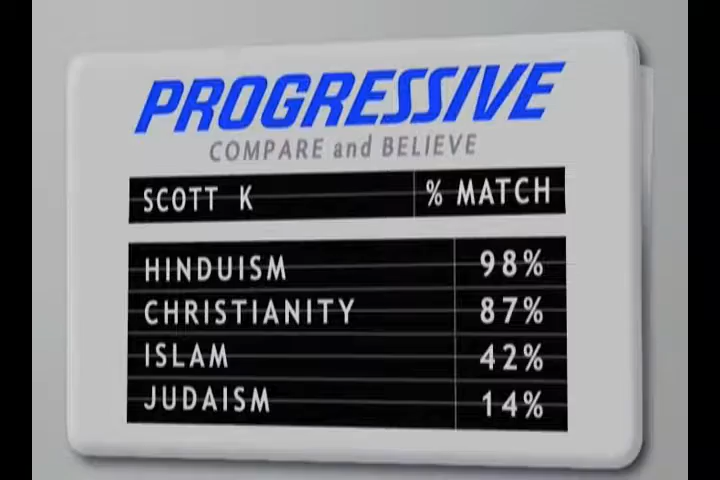 PROGRESSIVE
COMPARE and BELIEVE
SCOTT K % MATCH
HINDUISM 98%
CHRISTIANITY 87%
ISLAM 42%
JUDAISM 14%